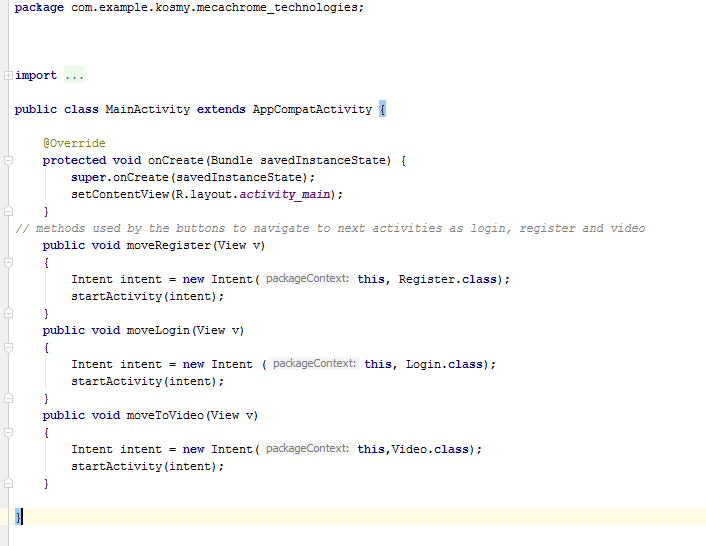 package com.example.kosmy.mecachrome_technologies;
import ...
public class MainActivity extends AppCompatActivity {
@Override
protected void onCreate(Bundle savedInstanceState) {
super.onCreate(savedInstanceState);
setContentView(R.layout.activity_main);
}
// methods used by the buttons to navigate to next activities as login, register and video
public void moveRegister(View v)
{
Intent intent = new Intent( packageContext: this, Register.class);
startActivity(intent);
}
public void moveLogin(View v)
{
Intent intent = new Intent ( packageContext: this, Login.class);
startActivity(intent);
}
public void moveToVideo(View v)
{
Intent intent = new Intent( packageContext: this,Video.class);
startActivity(intent);
}
}